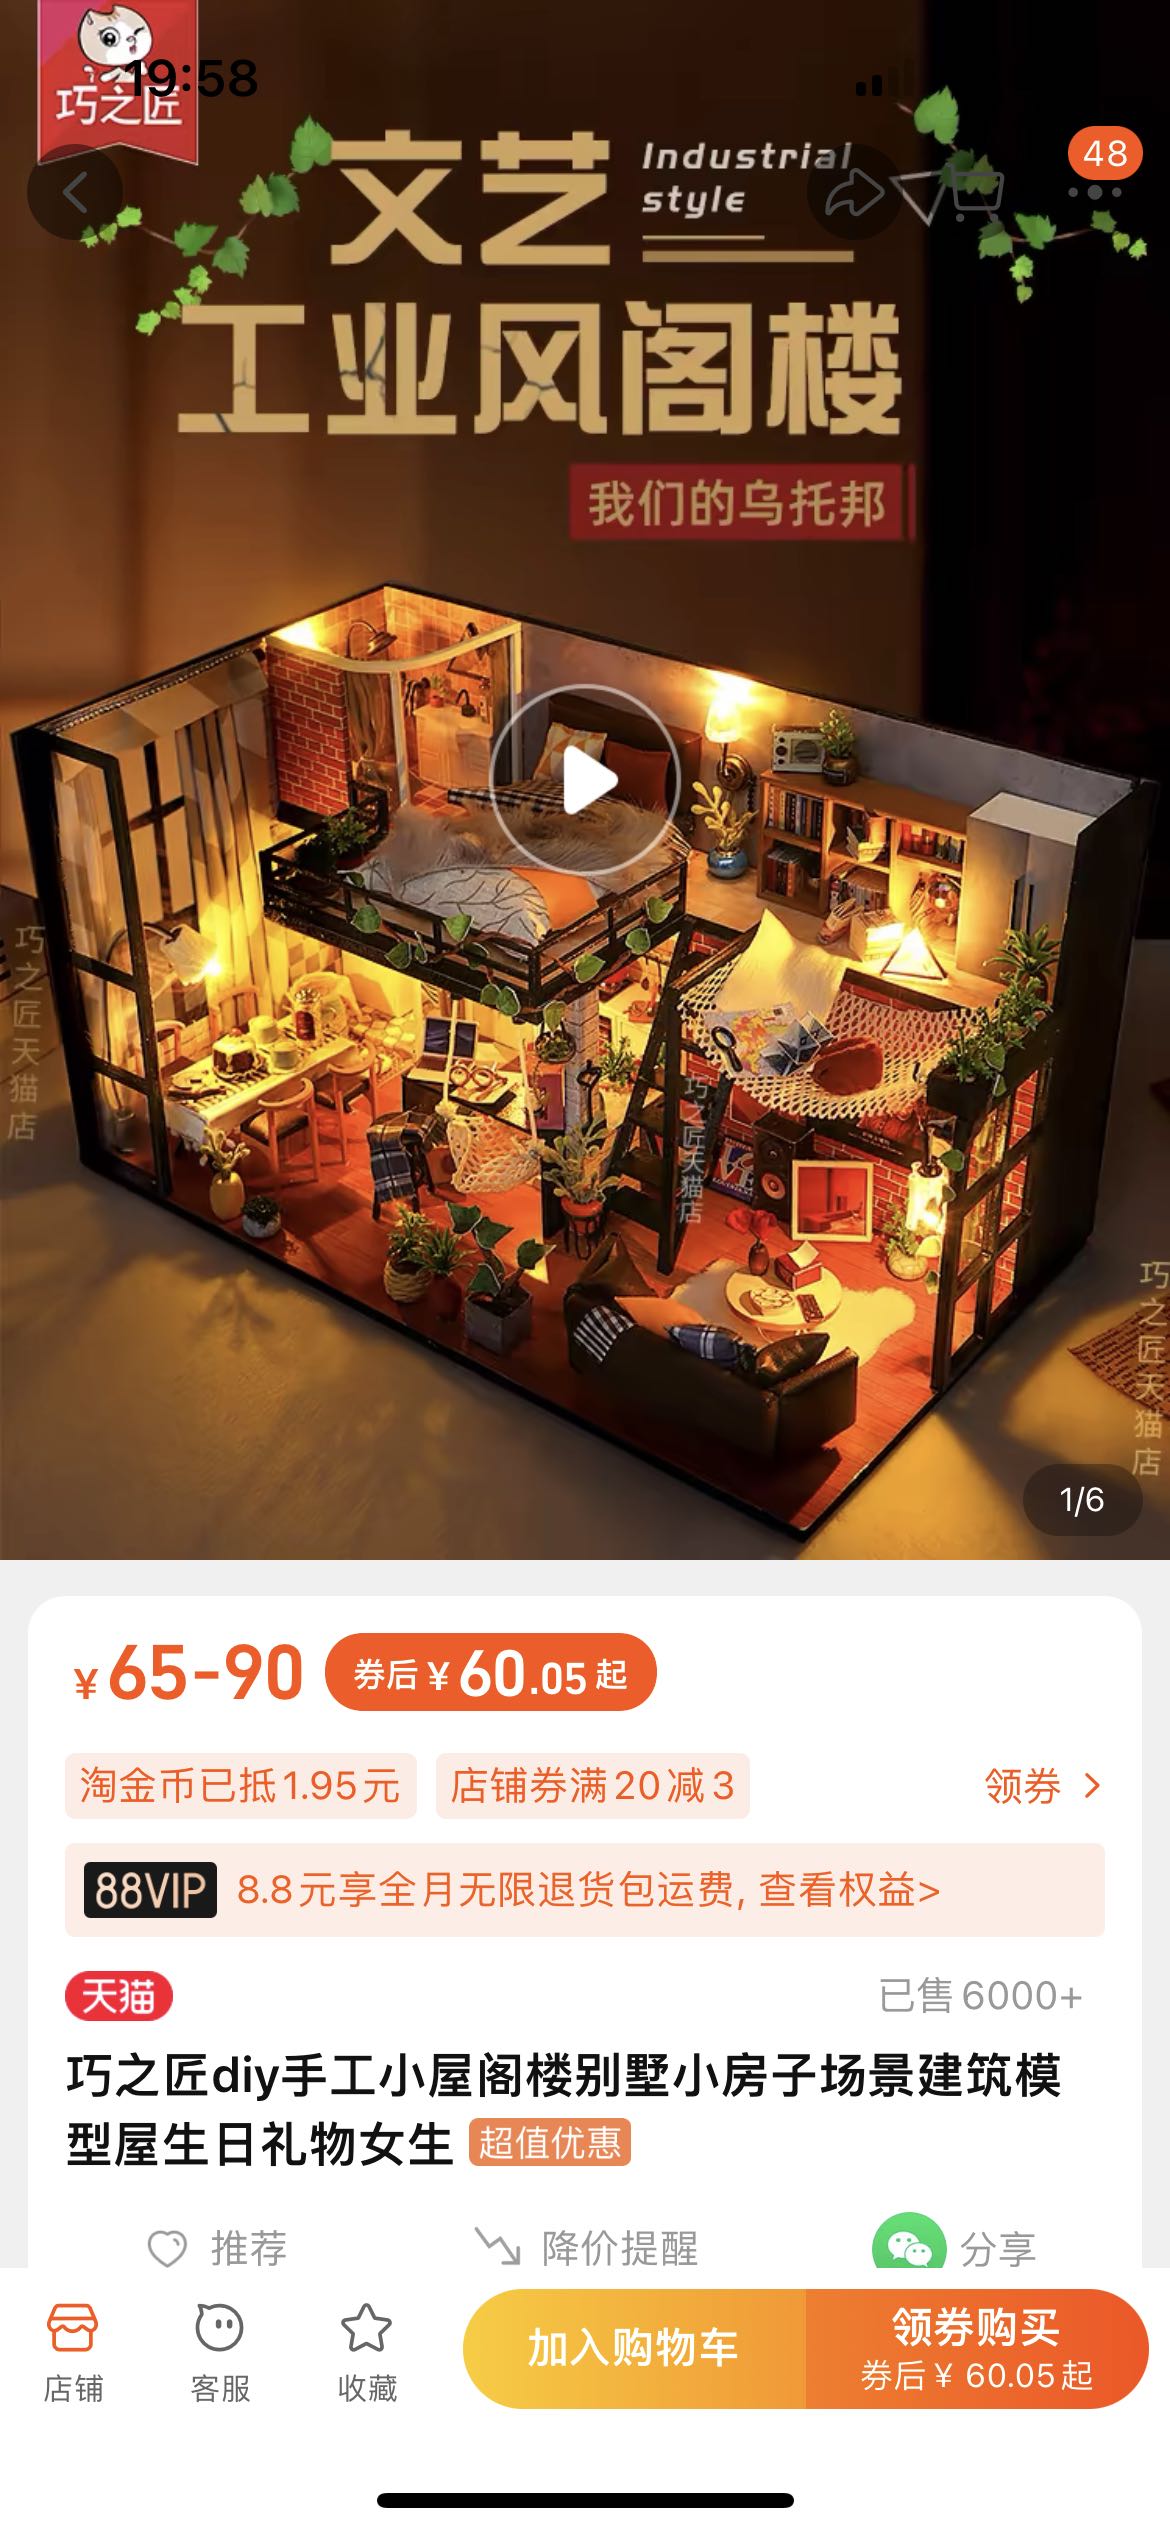 巧之匠
19:58
48
文艺
Industrial
style
工业风阁楼
我们的乌托邦
巧之匠天猫店
巧之匠天猫店
巧之匠天猫店
1/6
¥65-90 券后¥60.05起
淘金币已抵1.95元 店铺券满20减3 领券 >
88VIP 8.8元享全月无限退货包运费, 查看权益>
天猫 已售6000+
巧之匠diy手工小屋阁楼别墅小房子场景建筑模
型屋生日礼物女生 超值优惠
推荐 降价提醒 分享
店铺 客服 收藏 加入购物车 领券购买
券后¥ 60.05起